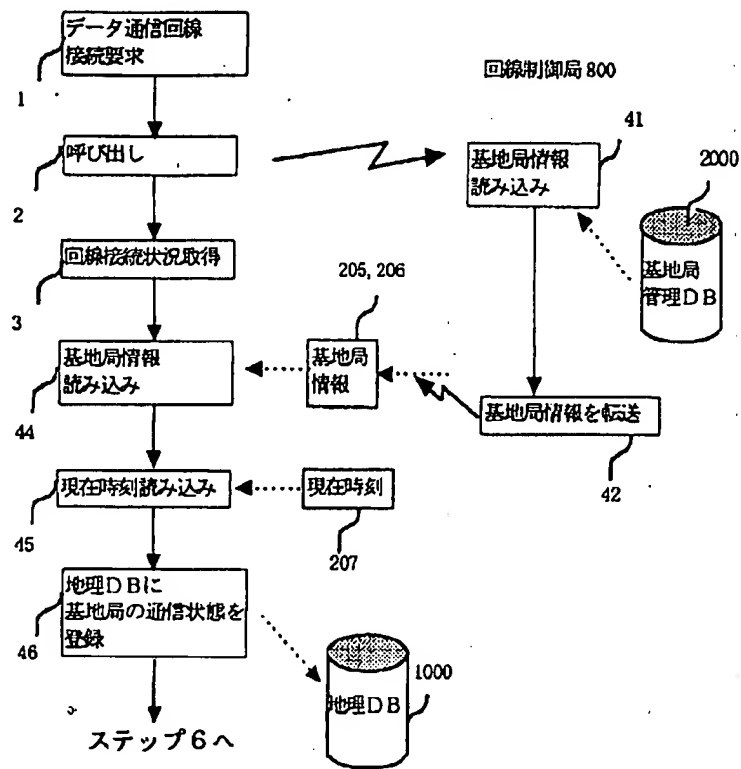 データ通信回線
接続要求
1
回線制御局800
呼び出し
2
41
基地局情報
読み込み
2000
基地局
管理DB
回線接続状況取得
3
205, 206
基地局情報
読み込み
44
基地局
情報
基地局情報を転送
42
現在時刻読み込み
45
現在時刻
207
地理DBに
基地局の通信状態を
登録
46
1000
地理DB
ステップ6へ